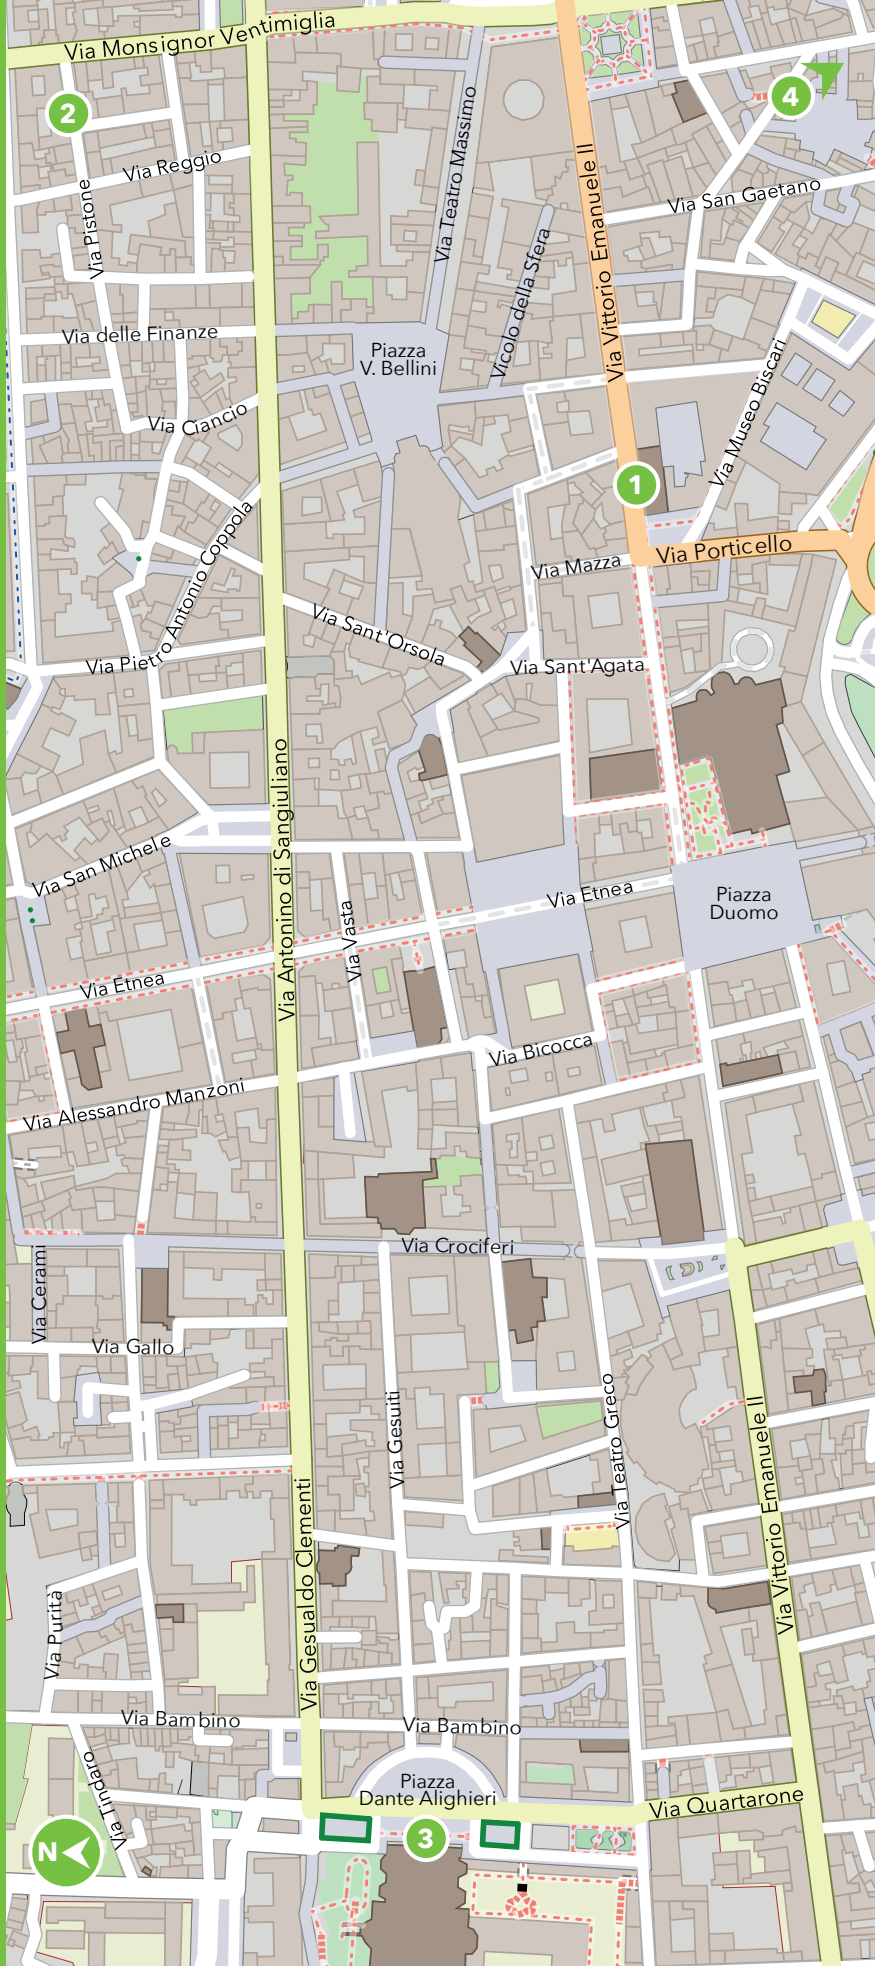 Via Monsignor Ventimiglia
2
4
Via Reggio
Via Pistone
Via Teatro Massimo
Via Vittorio Emanuele II
Via San Gaetano
Vicolo della Sfera
Via delle Finanze
Piazza
V. Bellini
Via Museo Biscari
Via Ciancio
1
Via Pietro Antonio Coppola
Via Mazza
Via Porticello
Via Sant'Orsola
Via Sant'Agata
Via Antonino di Sangiuliano
Via San Michele
Via Etnea
Piazza
Duomo
Via Vasta
Via Etnea
Via Bicocca
Via Alessandro Manzoni
Via Crociferi
Via Cerami
Via Gallo
Via Gesuiti
Via Teatro Greco
Via Vittorio Emanuele II
Via Gesualdo Clementi
Via Purità
Via Bambino
Via Bambino
Via Tindaro
Piazza
Dante Alighieri
Via Quartarone
3
N